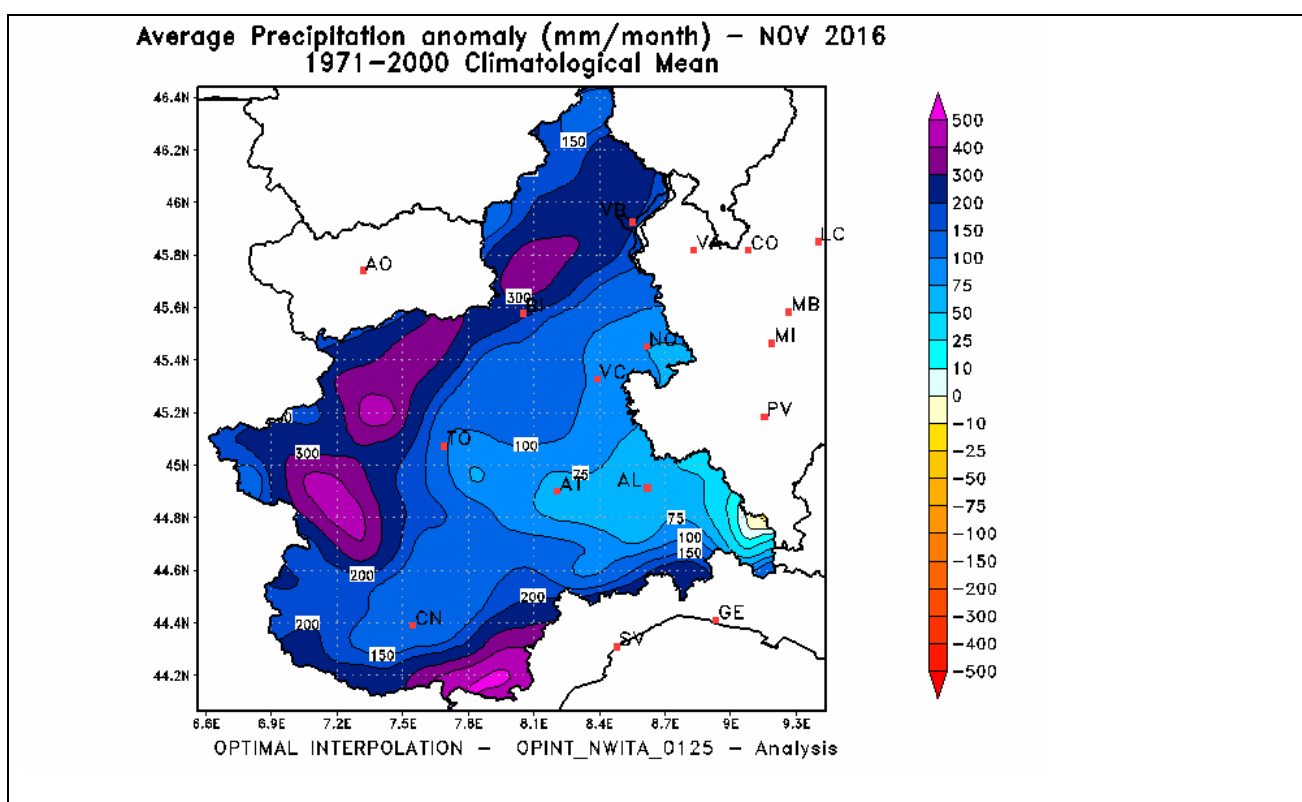 Average Precipitation anomaly (mm/month) - NOV 2016
1971-2000 Climatological Mean
46.4N
46.2N
46N
45.8N
45.6N
45.4N
45.2N
45N
44.8N
44.6N
44.4N
44.2N
6.6E 6.9E 7.2E 7.5E 7.8E 8.1E 8.4E 8.7E 9E 9.3E
150
VB
VA CO LC
AO
300
BI
MB
NO
MI
VC
PV
TO
100
300
75
AT AL
75
100
150
200
200
200
CN
GE
SV
150
500
400
300
200
150
100
75
50
25
10
0
-10
-25
-50
-75
-100
-150
-200
-300
-400
-500
OPTIMAL INTERPOLATION - OPINT_NWITA_0125 - Analysis